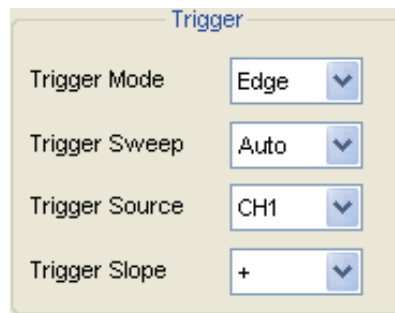 Trigger
Trigger Mode Edge
Trigger Sweep Auto
Trigger Source CH1
Trigger Slope +